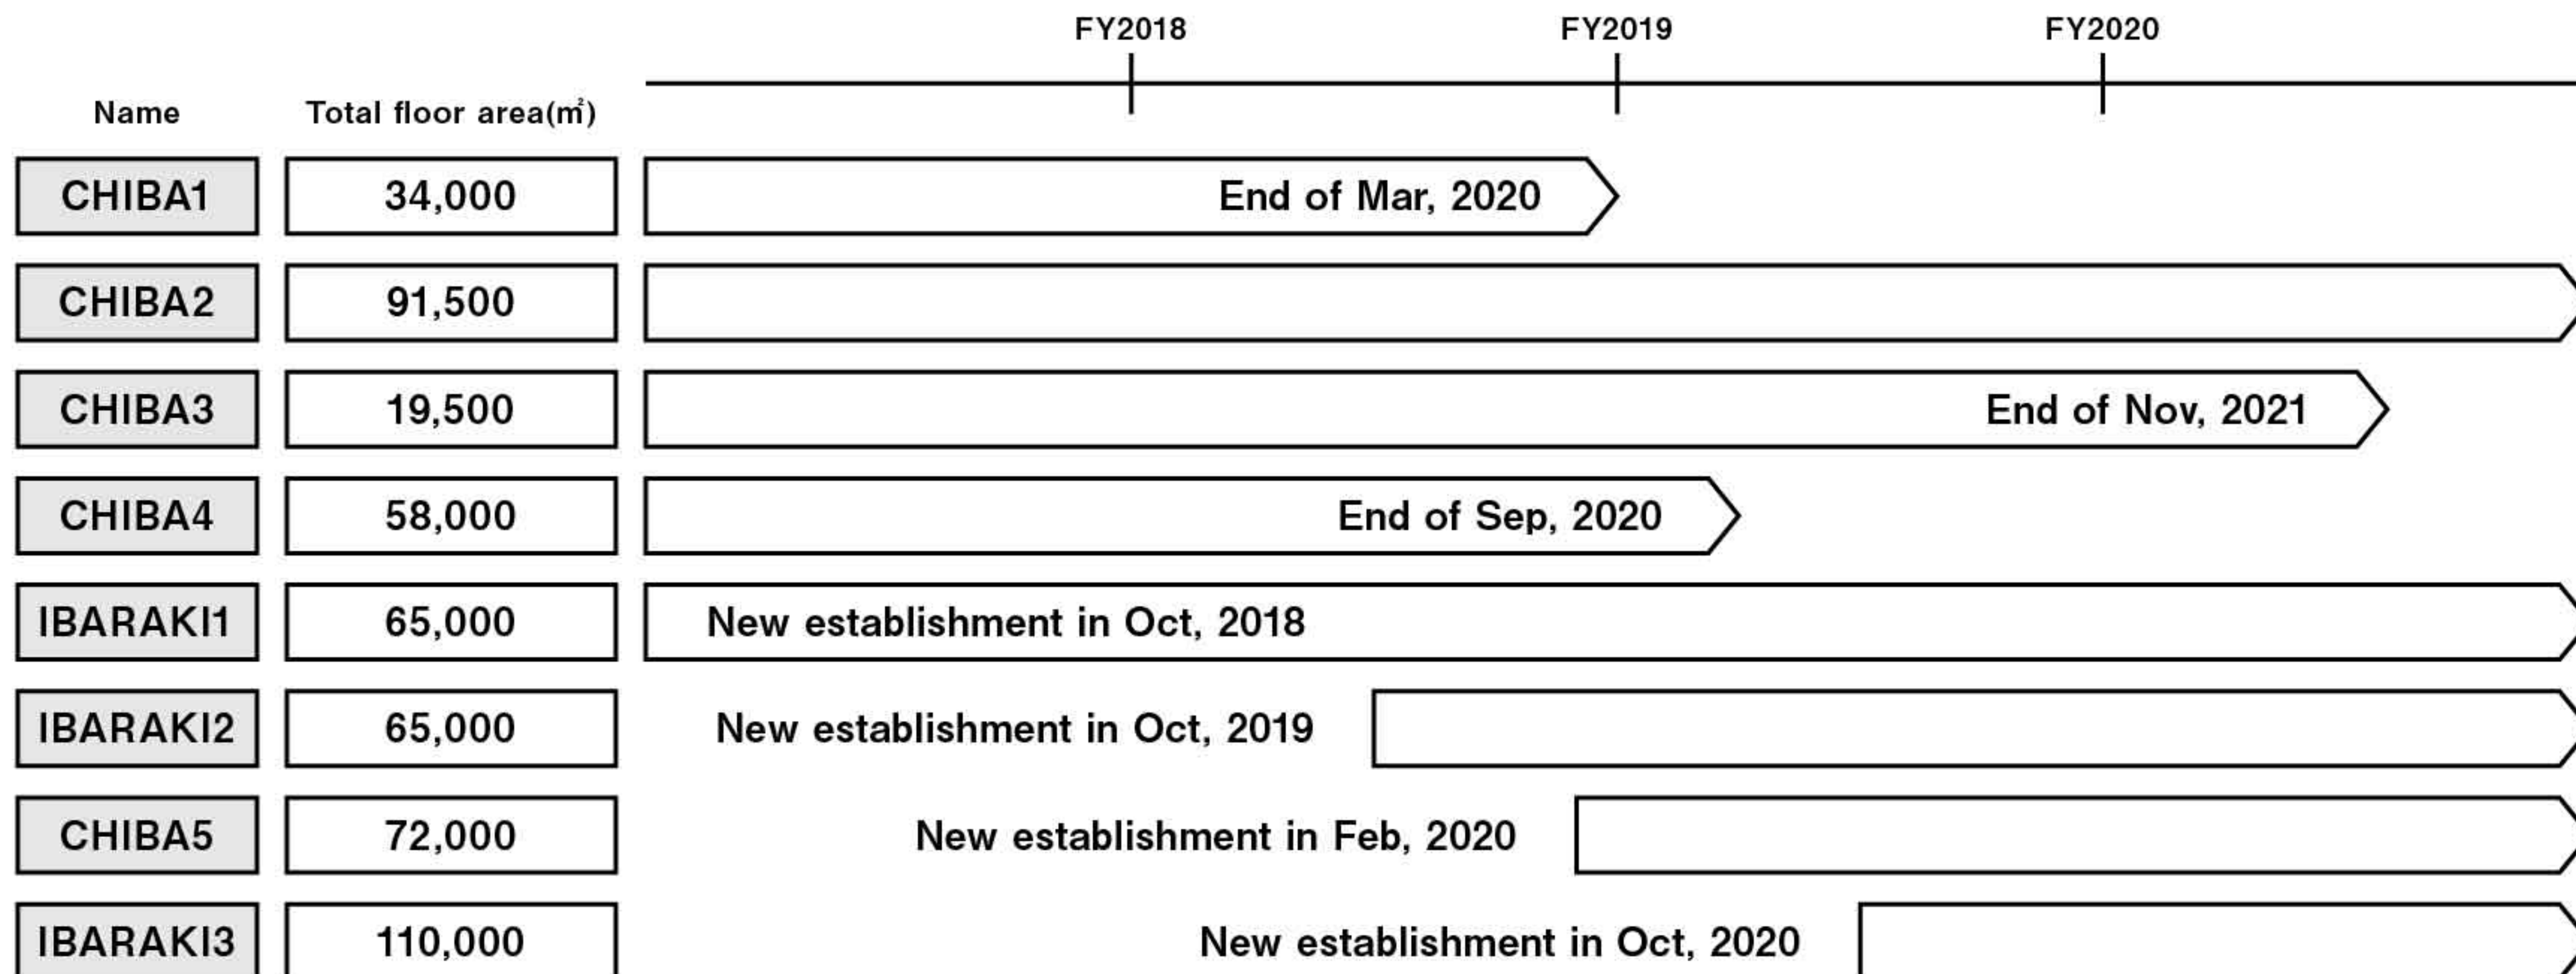 FY2018 FY2019 FY2020
Name Total floor area(㎡)
CHIBA1 34,000 End of Mar, 2020
CHIBA2 91,500
CHIBA3 19,500 End of Nov, 2021
CHIBA4 58,000 End of Sep, 2020
IBARAKI1 65,000 New establishment in Oct, 2018
IBARAKI2 65,000 New establishment in Oct, 2019
CHIBA5 72,000 New establishment in Feb, 2020
IBARAKI3 110,000 New establishment in Oct, 2020